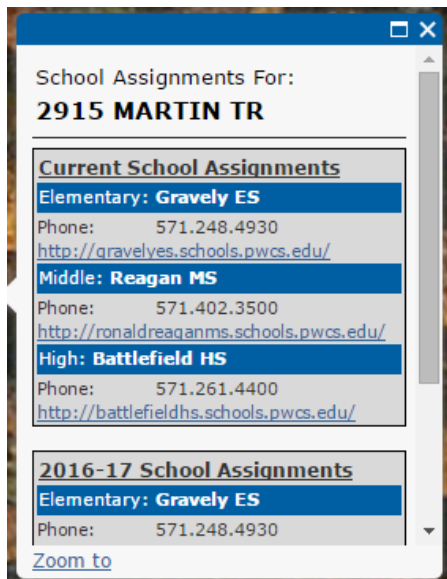 School Assignments For:
2915 MARTIN TR
Current School Assignments
Elementary: Gravely ES
Phone: 571.248.4930
http://gravelyes.schools.pwcs.edu/
Middle: Reagan MS
Phone: 571.402.3500
http://ronaldreaganms.schools.pwcs.edu/
High: Battlefield HS
Phone: 571.261.4400
http://battlefieldhs.schools.pwcs.edu/
2016-17 School Assignments
Elementary: Gravely ES
Phone: 571.248.4930
Zoom to